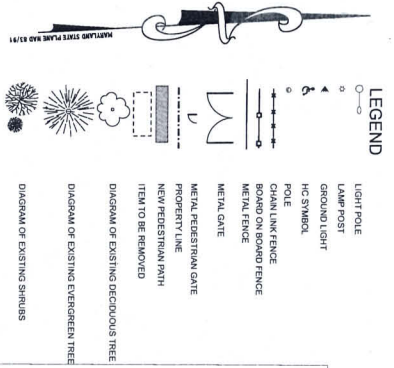 MARYLAND STATE PLANE NAD 83/91
LEGEND
LIGHT POLE
LAMP POST
GROUND LIGHT
HC SYMBOL
POLE
CHAIN LINK FENCE
BOARD ON BOARD FENCE
METAL FENCE
METAL GATE
METAL PEDESTRIAN GATE
PROPERTY LINE
NEW PEDESTRIAN PATH
ITEM TO BE REMOVED
DIAGRAM OF EXISTING DECIDUOUS TREE
DIAGRAM OF EXISTING EVERGREEN TREE
DIAGRAM OF EXISTING SHRUBS